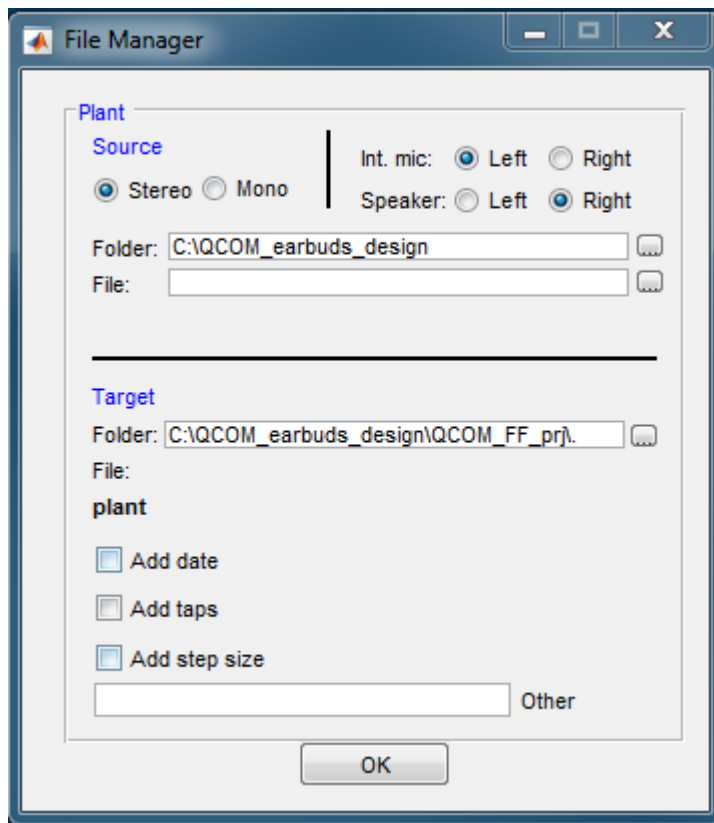 File Manager
Plant
Source
Stereo Mono
Int. mic: Left Right
Speaker: Left Right
Folder: C:\QCOM_earbuds_design ...
File: ...
Target
Folder: C:\QCOM_earbuds_design\QCOM_FF_prj\. ...
File:
plant
Add date
Add taps
Add step size
Other
OK